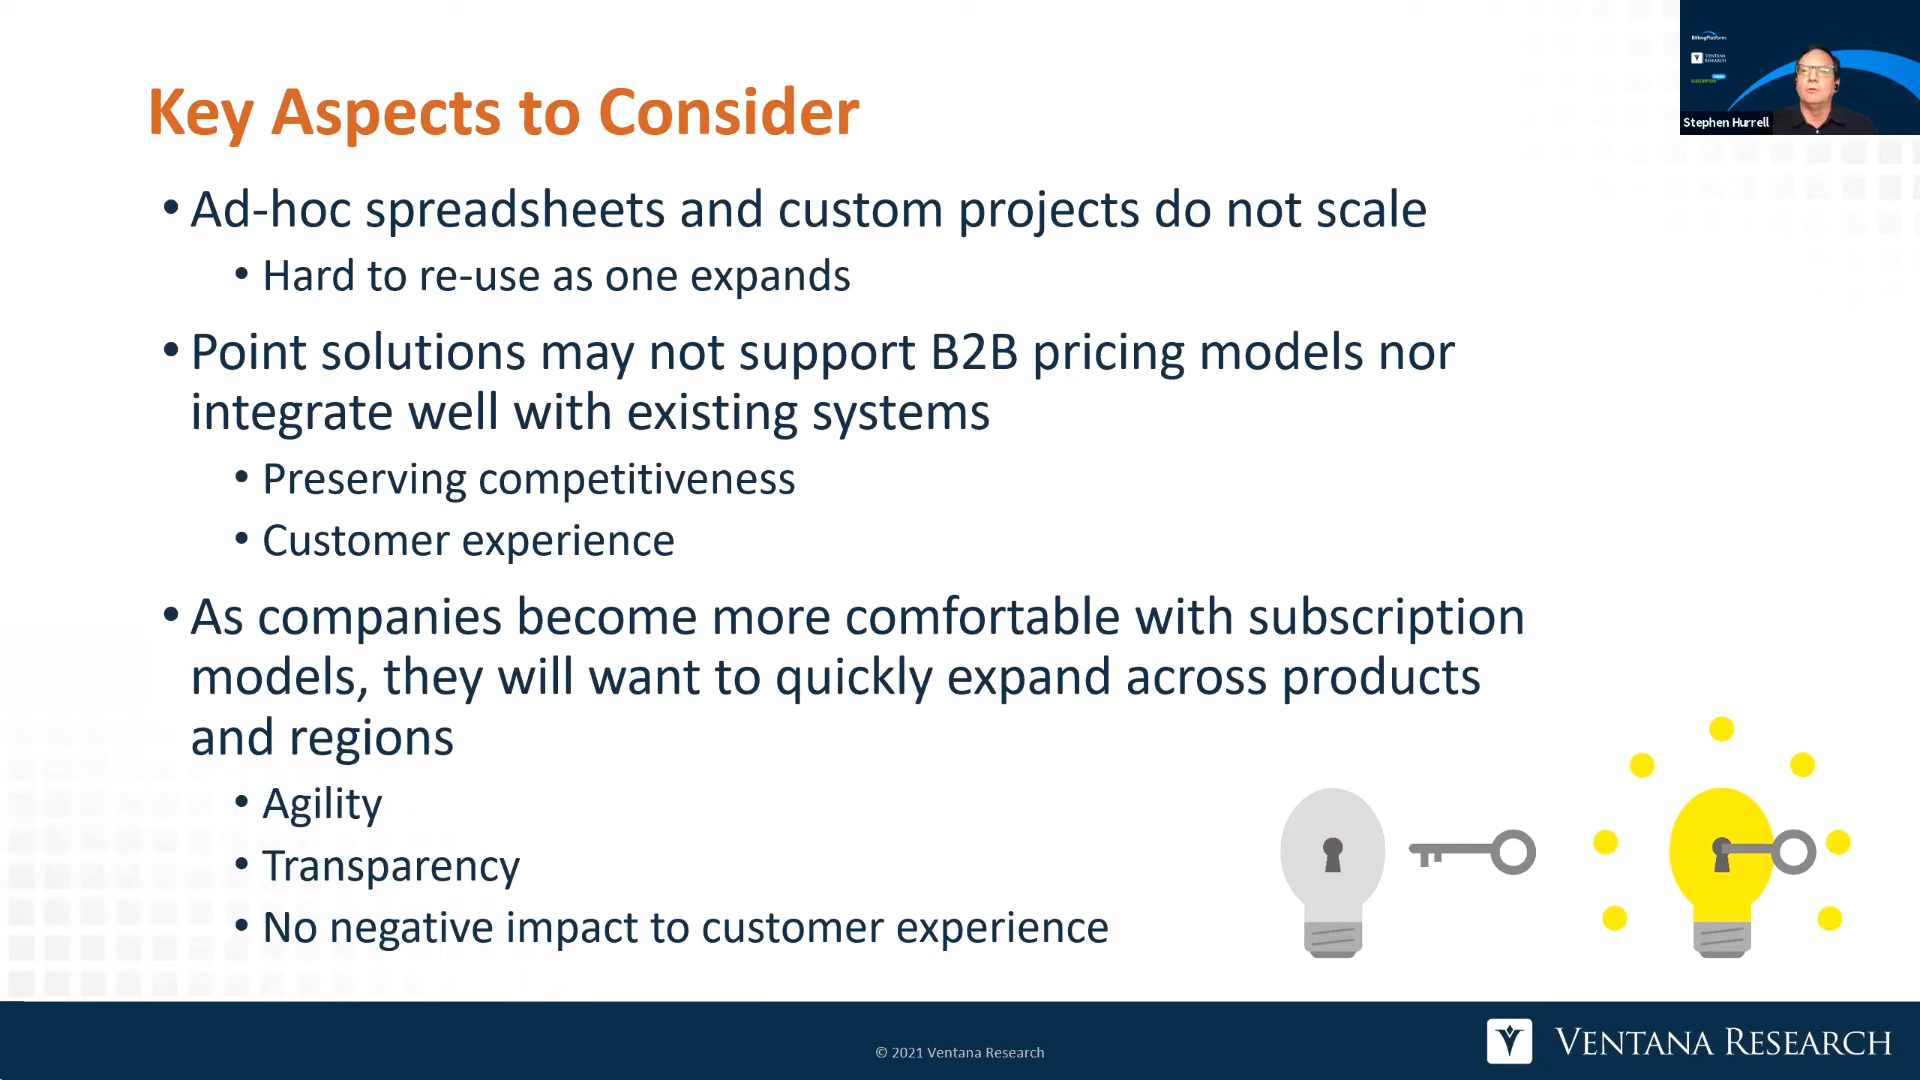 Key Aspects to Consider
• Ad-hoc spreadsheets and custom projects do not scale
• Hard to re-use as one expands
• Point solutions may not support B2B pricing models nor
integrate well with existing systems
• Preserving competitiveness
• Customer experience
• As companies become more comfortable with subscription
models, they will want to quickly expand across products
and regions
• Agility
• Transparency
• No negative impact to customer experience
BillingPlatform
VENTANA
RESEARCH
Stephen Hurrell
© 2021 Ventana Research
VENTANA RESEARCH